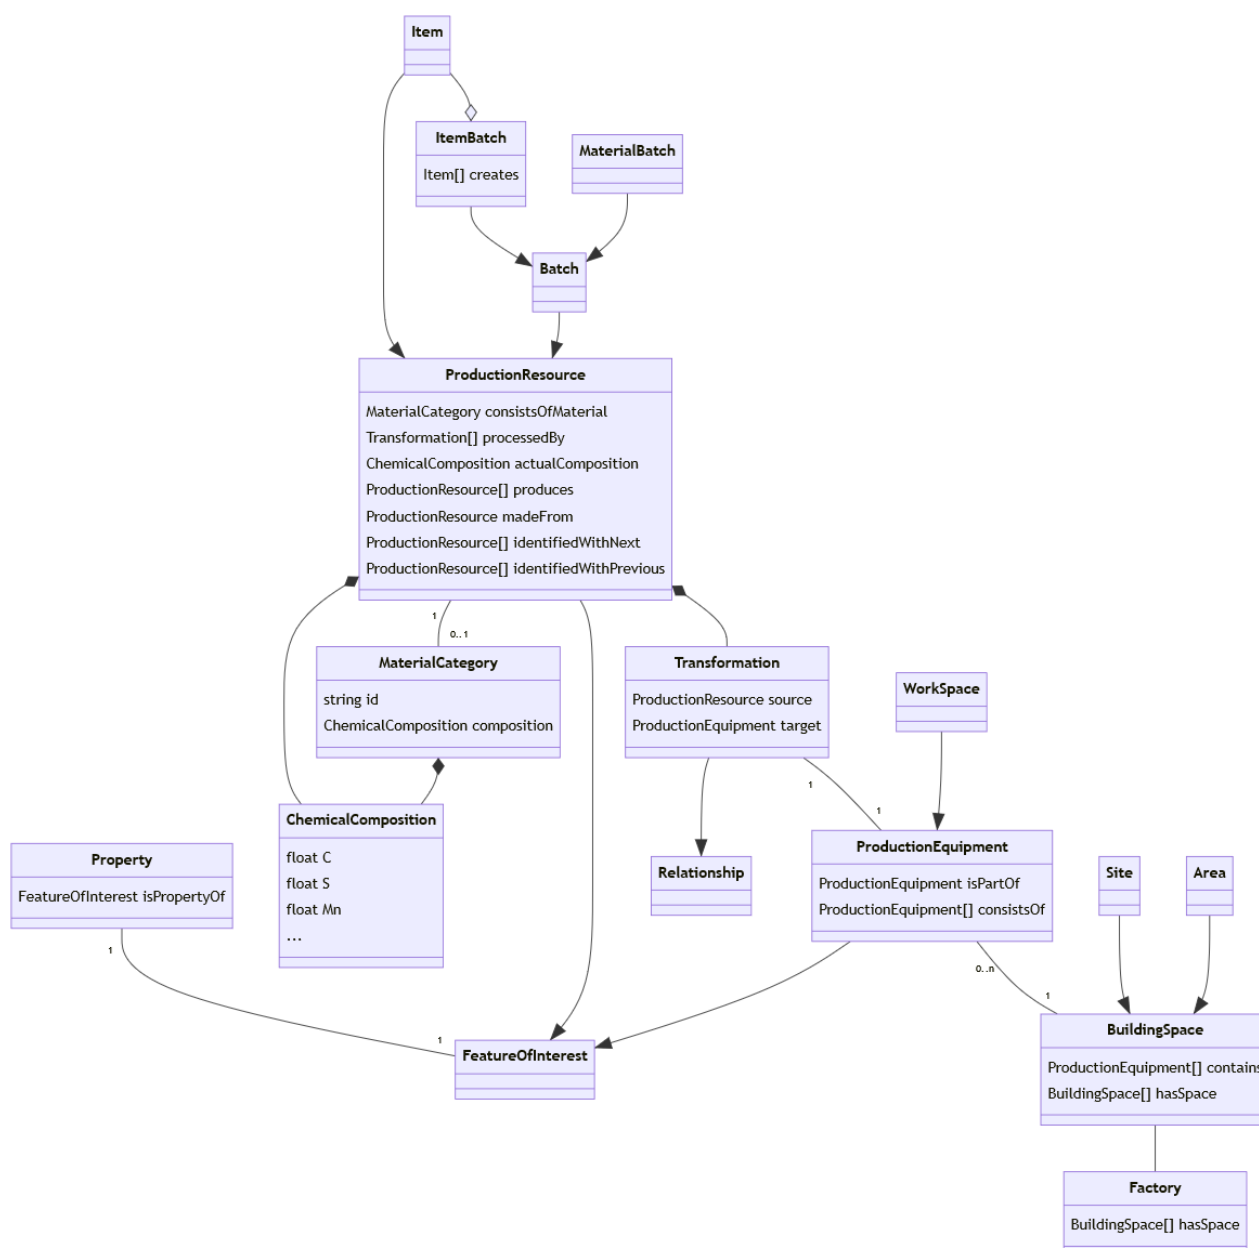 Item
ItemBatch
Item[] creates
MaterialBatch
Batch
ProductionResource
MaterialCategory consistsOfMaterial
Transformation[] processedBy
ChemicalComposition actualComposition
ProductionResource[] produces
ProductionResource madeFrom
ProductionResource[] identifiedWithNext
ProductionResource[] identifiedWithPrevious
1
0..1
MaterialCategory
string id
ChemicalComposition composition
Transformation
ProductionResource source
ProductionEquipment target
WorkSpace
1
1
ChemicalComposition
float C
float S
float Mn
...
Property
FeatureOfInterest isPropertyOf
Relationship
ProductionEquipment
ProductionEquipment isPartOf
ProductionEquipment[] consistsOf
Site
Area
1
1
0..n
1
FeatureOfInterest
BuildingSpace
ProductionEquipment[] contains
BuildingSpace[] hasSpace
Factory
BuildingSpace[] hasSpace